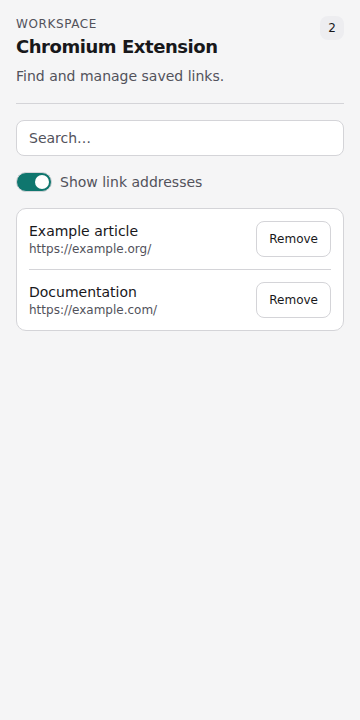 WORKSPACE
2
Chromium Extension
Find and manage saved links.
Search…
Show link addresses
Example article
https://example.org/
Remove
Documentation
https://example.com/
Remove